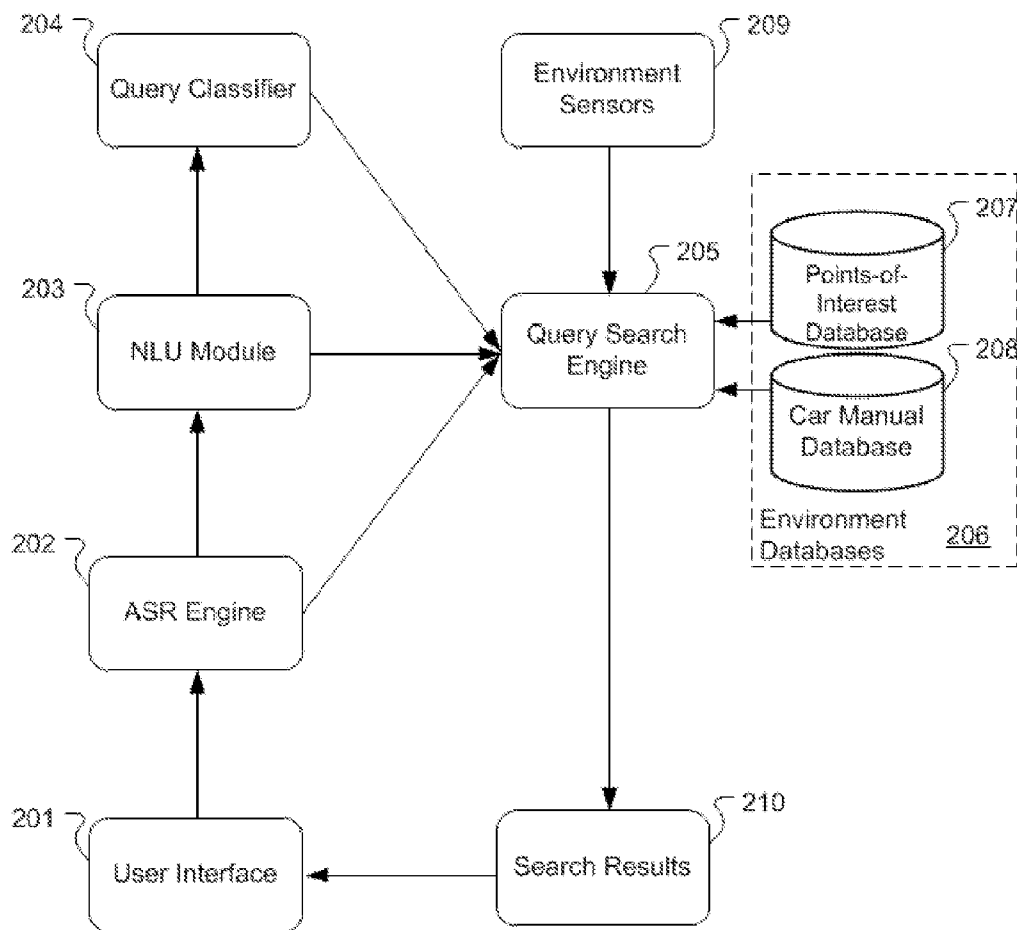 204
Query Classifier
209
Environment
Sensors
207
Points-of-
Interest
Database
203
NLU Module
205
Query Search
Engine
208
Car Manual
Database
Environment
Databases
206
202
ASR Engine
201
User Interface
210
Search Results